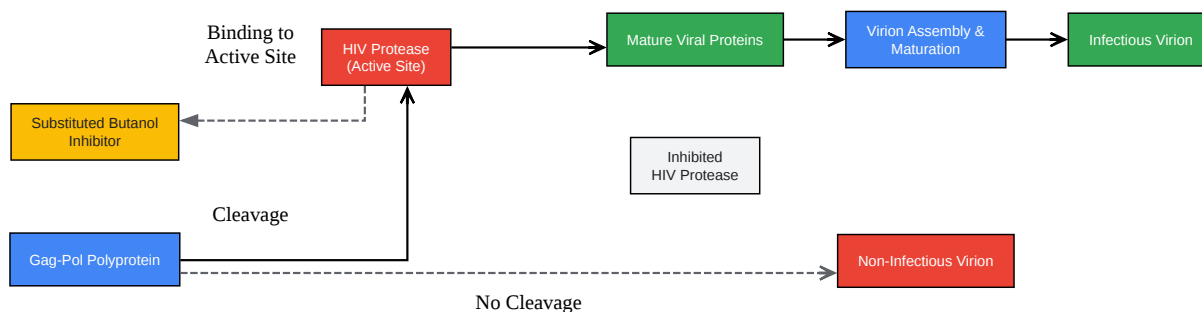 Binding to
Active Site
HIV Protease
(Active Site)
Mature Viral Proteins
Virion Assembly &
Maturation
Infectious Virion
Substituted Butanol
Inhibitor
Inhibited
HIV Protease
Cleavage
Gag-Pol Polyprotein
Non-Infectious Virion
No Cleavage